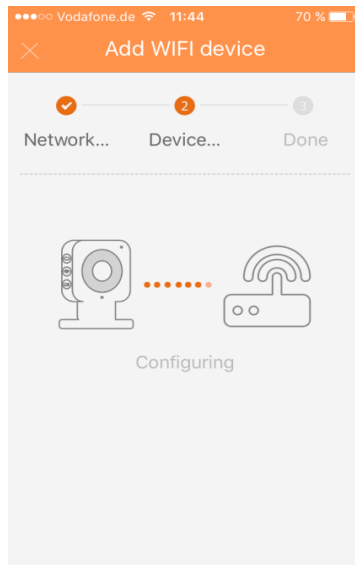 Vodafone.de 11:44 70 %
Add WIFI device
2 3
Network... Device... Done
Configuring